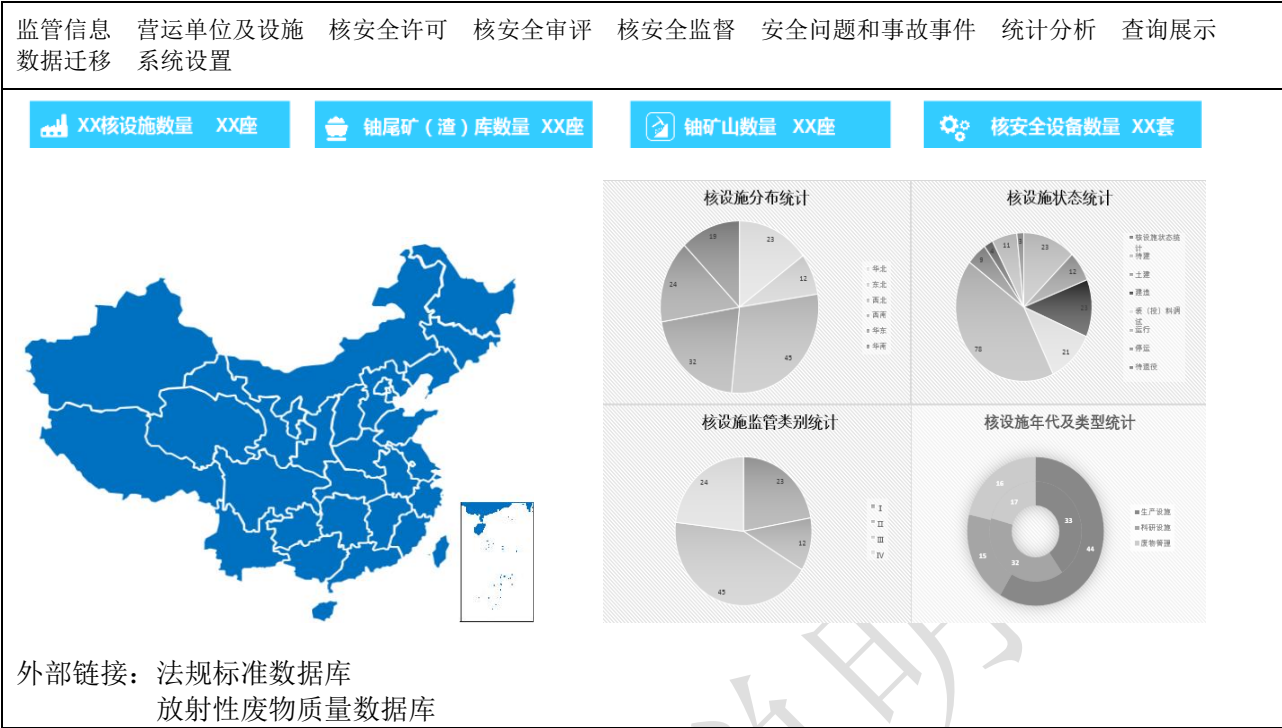 监管信息 营运单位及设施 核安全许可 核安全审评 核安全监督 安全问题和事故事件 统计分析 查询展示
数据迁移 系统设置
XX核设施数量 XX座
铀尾矿（渣）库数量 XX座
铀矿山数量 XX座
核安全设备数量 XX套
核设施分布统计
18
23
12
24
32
45
华北
东北
西北
西南
华东
华南
核设施状态统计
11
23
12
21
78
核设施状态统
计
待建
土建
建造
装（投）料调
试
运行
停运
待退役
核设施监管类别统计
24
23
12
45
I
II
III
IV
核设施年代及类型统计
16
17
33
44
15
32
生产设施
科研设施
废物管理
外部链接：法规标准数据库
放射性废物质量数据库